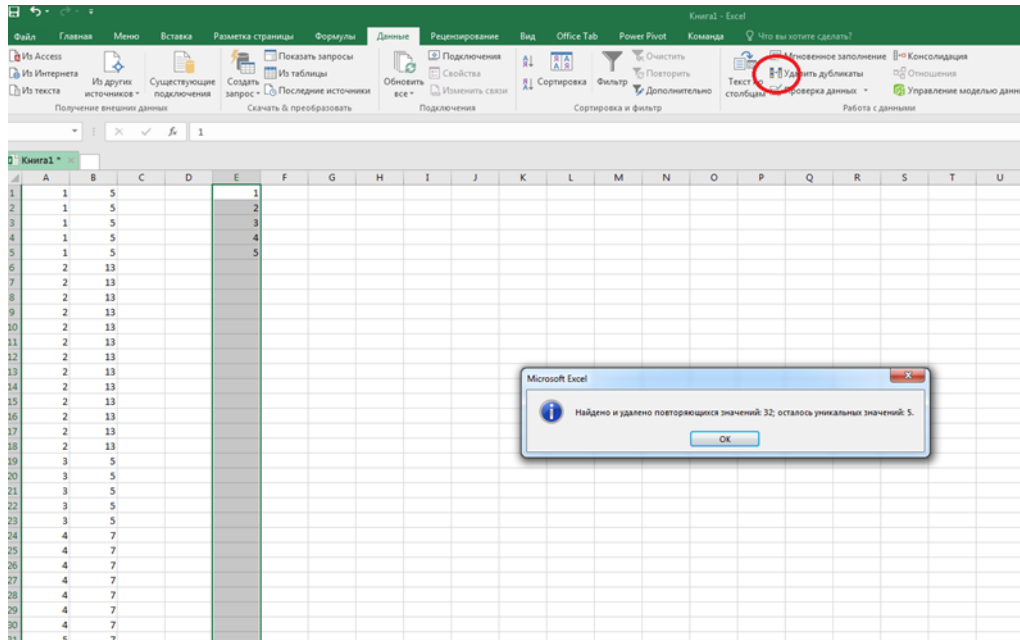 Книга1 - Excel
Файл Главная Меню Вставка Разметка страницы Формулы Данные Рецензирование Вид Office Tab Power Pivot Команда Что вы хотите сделать?
Из Access
Из Интернета
Из текста
Из других источников
Существующие подключения
Получение внешних данных
Создать запрос
Показать запросы
Из таблицы
Последние источники
Скачать & преобразовать
Обновить все
Подключения
Свойства
Изменить связи
Подключения
Сортировка
Фильтр
Очистить
Повторить
Дополнительно
Сортировка и фильтр
Текст по столбцам
Мгновенное заполнение
Удалить дубликаты
Проверка данных
Консолидация
Отношения
Управление моделью данн
Работа с данными
fx 1
Книга1 *
A B C D E F G H I J K L M N O P Q R S T U
1 1 5 1
2 1 5 2
3 1 5 3
4 1 5 4
5 1 5 5
6 2 13
7 2 13
8 2 13
9 2 13
10 2 13
11 2 13
12 2 13
13 2 13
14 2 13
15 2 13
16 2 13
17 2 13
18 2 13
19 3 5
20 3 5
21 3 5
22 3 5
23 3 5
24 4 7
25 4 7
26 4 7
27 4 7
28 4 7
29 4 7
30 4 7
31 5 7
Microsoft Excel
Найдено и удалено повторяющихся значений: 32; осталось уникальных значений: 5.
ОК